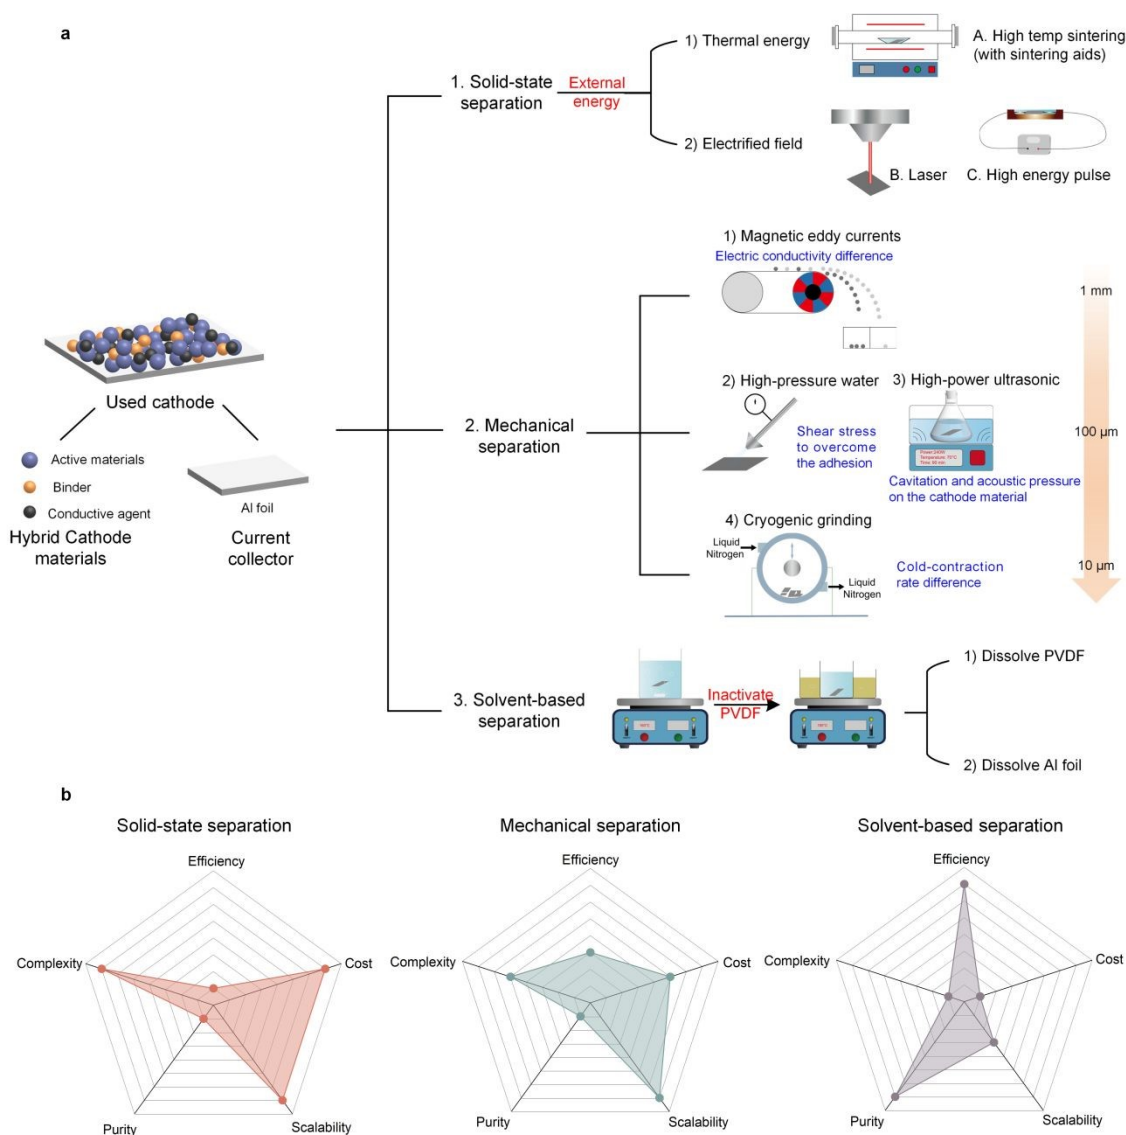 a
1) Thermal energy
A. High temp sintering
(with sintering aids)
1. Solid-state
separation
External
energy
2) Electrified field
B. Laser
C. High energy pulse
1) Magnetic eddy currents
Electric conductivity difference
1 mm
2) High-pressure water
3) High-power ultrasonic
Used cathode
2. Mechanical
separation
Shear stress
to overcome
the adhesion
100 μm
Cavitation and acoustic pressure
on the cathode material
Active materials
Binder
Conductive agent
Al foil
Hybrid Cathode
materials
Current
collector
4) Cryogenic grinding
Liquid
Nitrogen
Cold-contraction
rate difference
10 μm
Liquid
Nitrogen
3. Solvent-based
separation
Inactivate
PVDF
1) Dissolve PVDF
2) Dissolve Al foil
b
Solid-state separation
Efficiency
Complexity
Cost
Purity
Scalability
Mechanical separation
Efficiency
Complexity
Cost
Purity
Scalability
Solvent-based separation
Efficiency
Complexity
Cost
Purity
Scalability